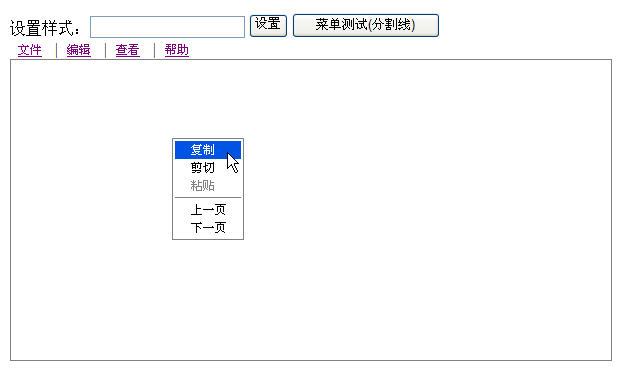 设置样式： 设置 菜单测试(分割线)
文件 编辑 查看 帮助
复制
剪切
粘贴
上一页
下一页